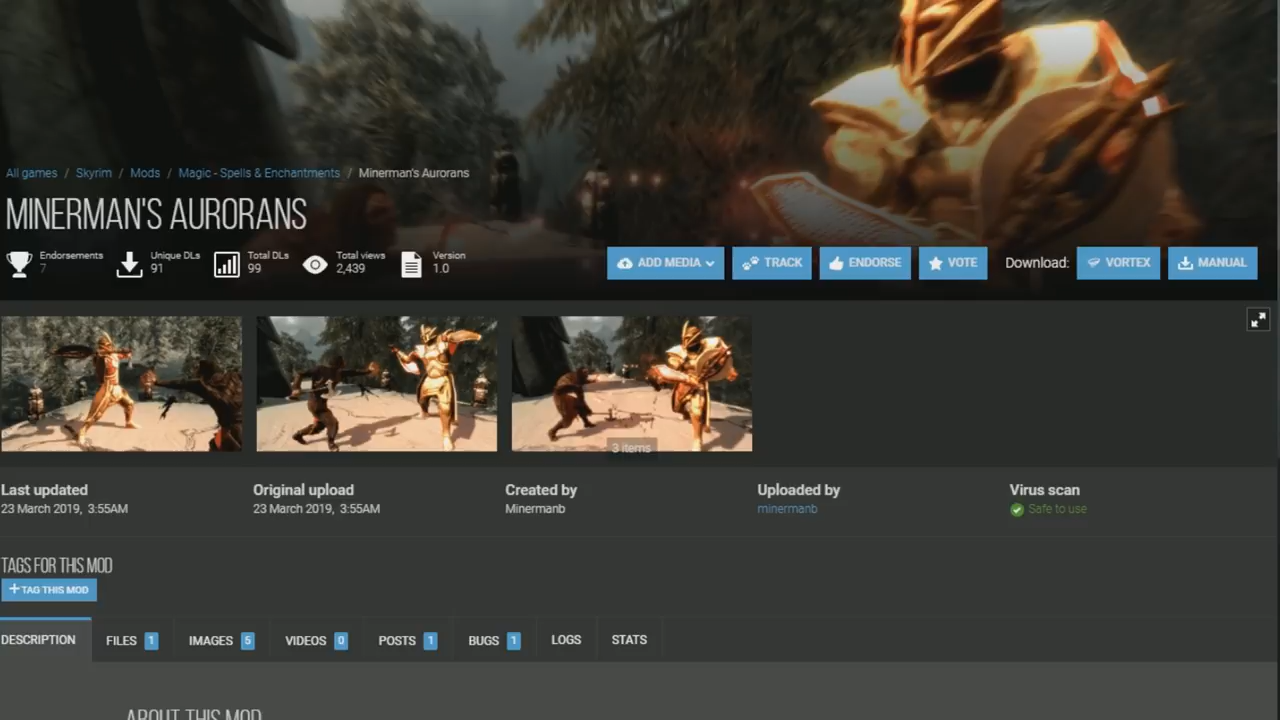 All games / Skyrim / Mods / Magic - Spells & Enchantments / Minerman's Aurorans
MINERMAN'S AURORANS
Endorsements
7
Unique DLs
91
Total DLs
99
Total views
2,439
Version
1.0
ADD MEDIA
TRACK
ENDORSE
VOTE
Download:
VORTEX
MANUAL
3 items
Last updated
23 March 2019, 3:55AM
Original upload
23 March 2019, 3:55AM
Created by
Minermanb
Uploaded by
minermanb
Virus scan
Safe to use
TAGS FOR THIS MOD
+ TAG THIS MOD
DESCRIPTION
FILES 1
IMAGES 5
VIDEOS 0
POSTS 1
BUGS 1
LOGS
STATS
ABOUT THIS MOD